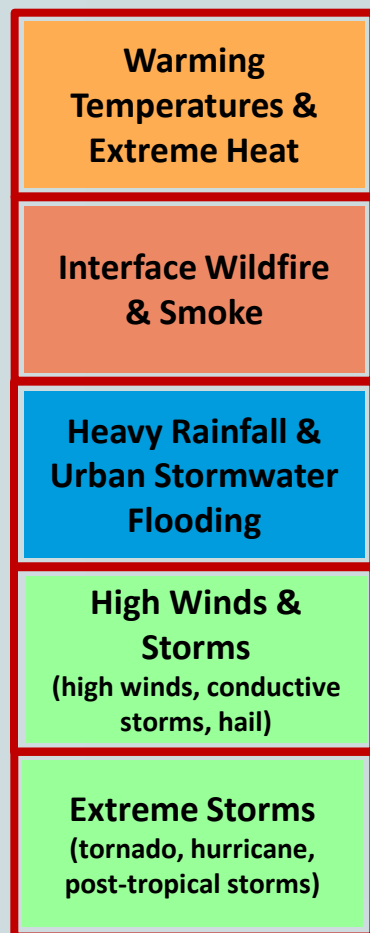 Warming
Temperatures &
Extreme Heat
Interface Wildfire
& Smoke
Heavy Rainfall &
Urban Stormwater
Flooding
High Winds &
Storms
(high winds, conductive
storms, hail)
Extreme Storms
(tornado, hurricane,
post-tropical storms)